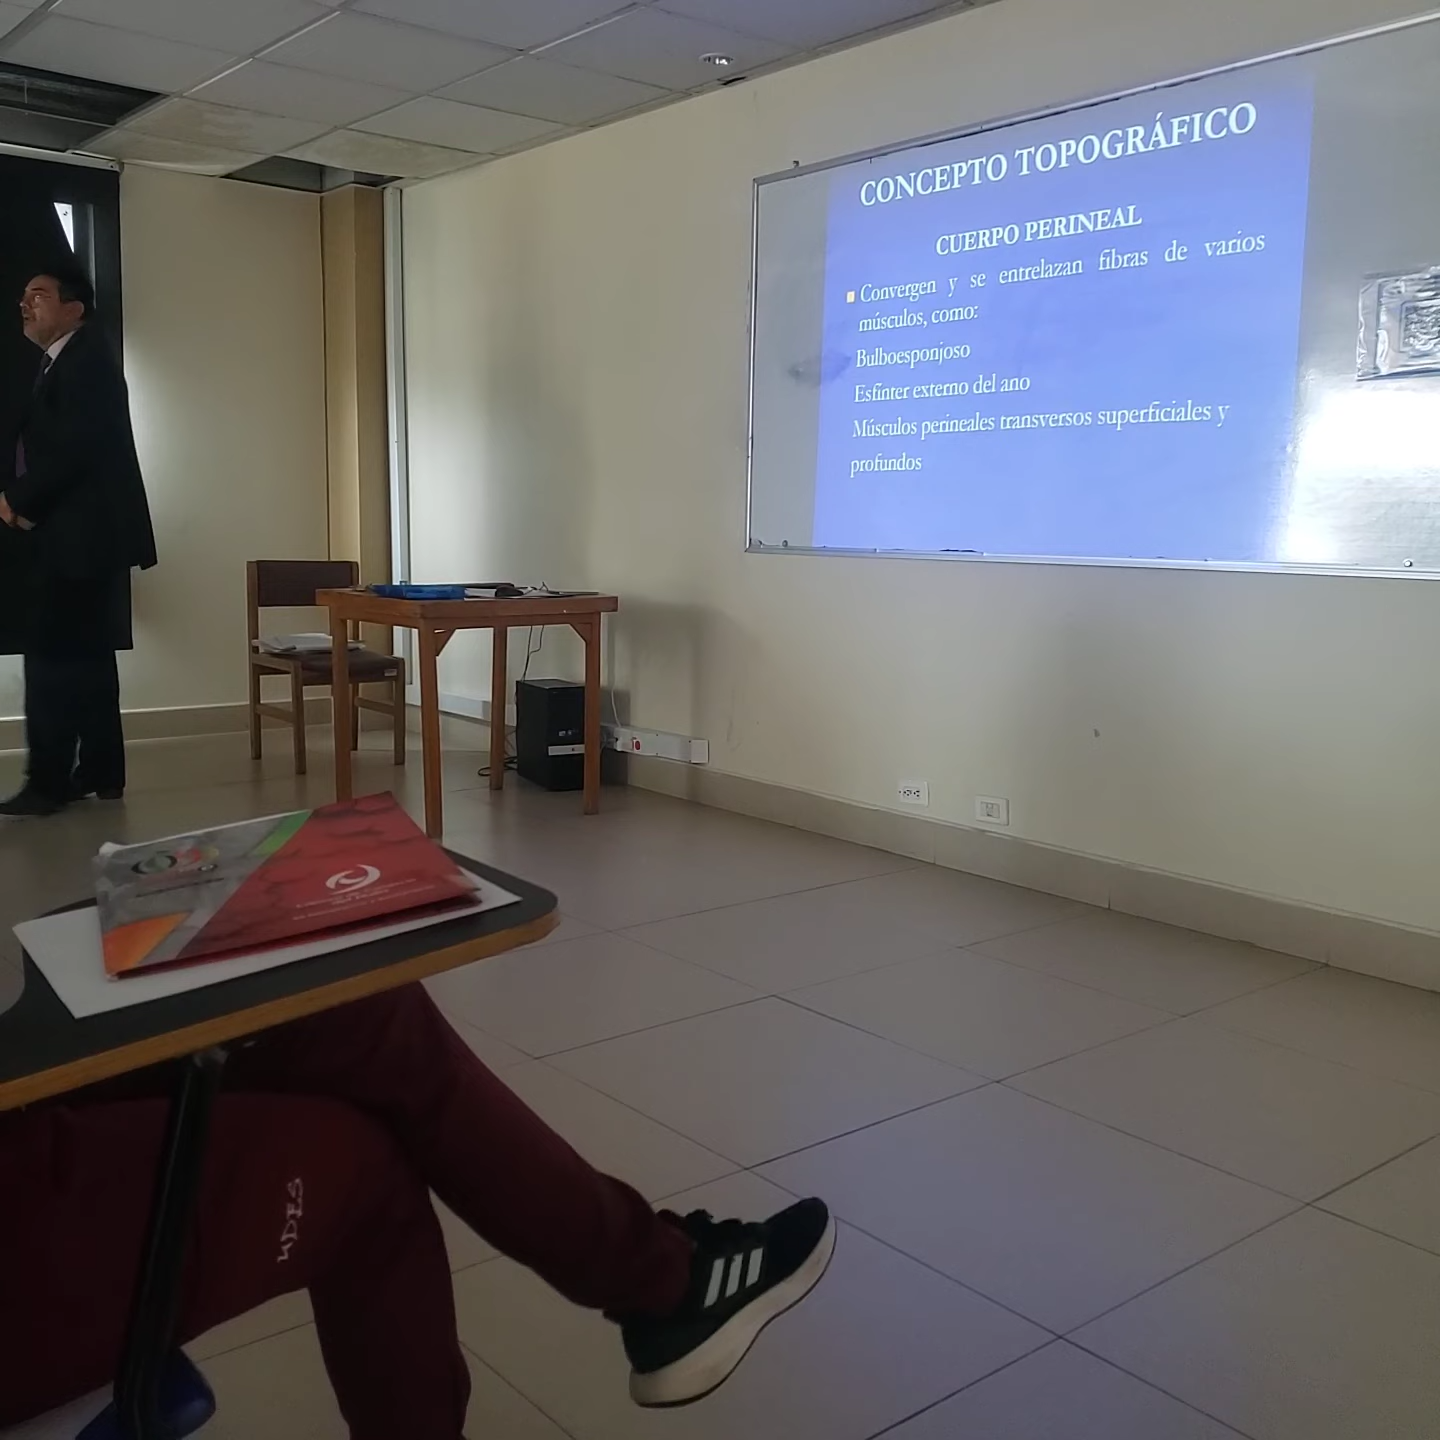 CONCEPTO TOPOGRÁFICO
CUERPO PERINEAL
Convergen y se entrelazan fibras de varios
músculos, como:
Bulboesponjoso
Esfínter externo del ano
Músculos perineales transversos superficiales y
profundos
UDES